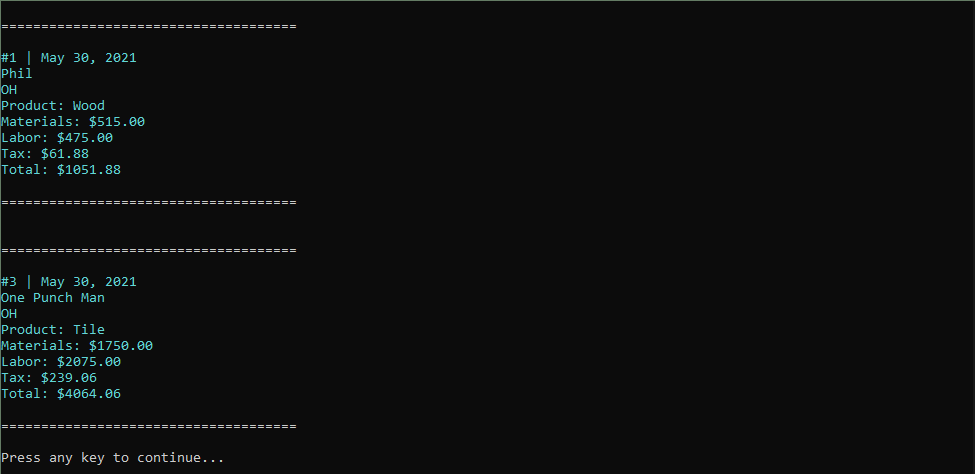 =====================================
#1 | May 30, 2021
Phil
OH
Product: Wood
Materials: $515.00
Labor: $475.00
Tax: $61.88
Total: $1051.88
=====================================
=====================================
#3 | May 30, 2021
One Punch Man
OH
Product: Tile
Materials: $1750.00
Labor: $2075.00
Tax: $239.06
Total: $4064.06
=====================================
Press any key to continue...